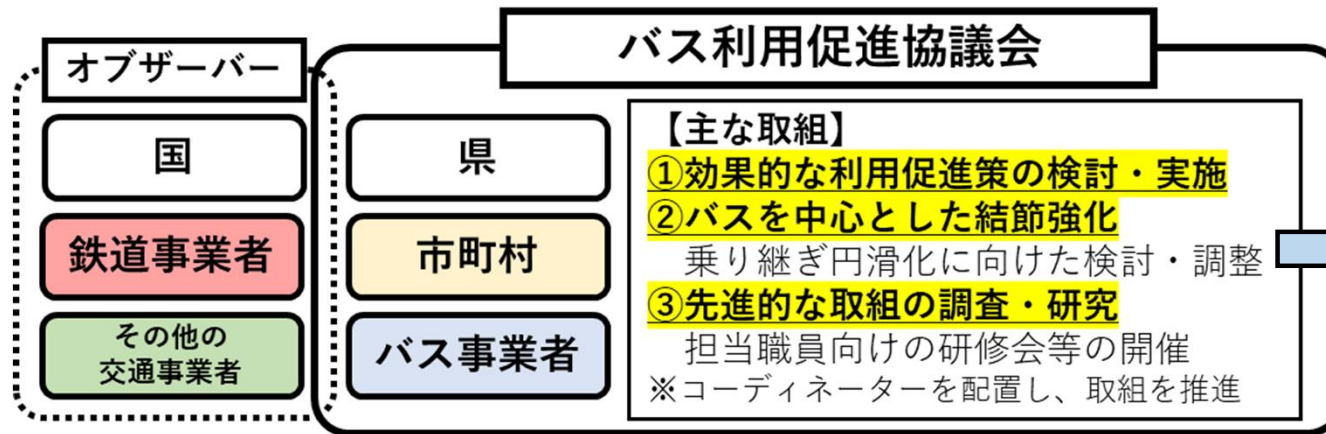 バス利用促進協議会
オブザーバー
国
鉄道事業者
その他の
交通事業者
県
市町村
バス事業者
【主な取組】
①効果的な利用促進策の検討・実施
②バスを中心とした結節強化
乗り継ぎ円滑化に向けた検討・調整
③先進的な取組の調査・研究
担当職員向けの研修会等の開催
※コーディネーターを配置し、取組を推進